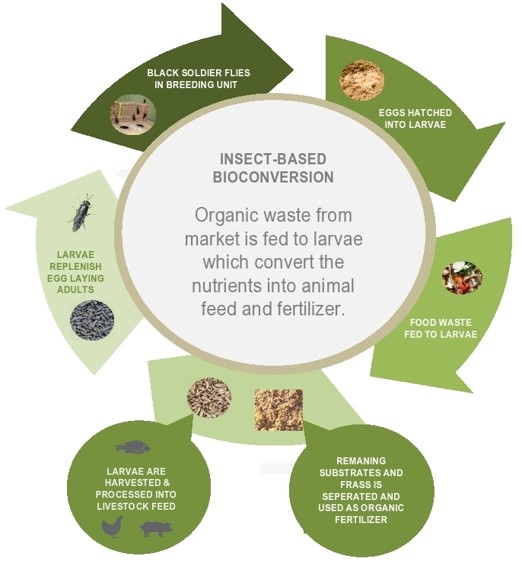 BLACK SOLDIER FLIES
IN BREEDING UNIT
EGGS HATCHED
INTO LARVAE
INSECT-BASED
BIOCONVERSION
Organic waste from
market is fed to larvae
which convert the
nutrients into animal
feed and fertilizer.
FOOD WASTE
FED TO LARVAE
LARVAE
REPLENISH
EGG LAYING
ADULTS
LARVAE ARE
HARVESTED &
PROCESSED INTO
LIVESTOCK FEED
REMANING
SUBSTRATES AND
FRASS IS
SEPERATED AND
USED AS ORGANIC
FERTILIZER